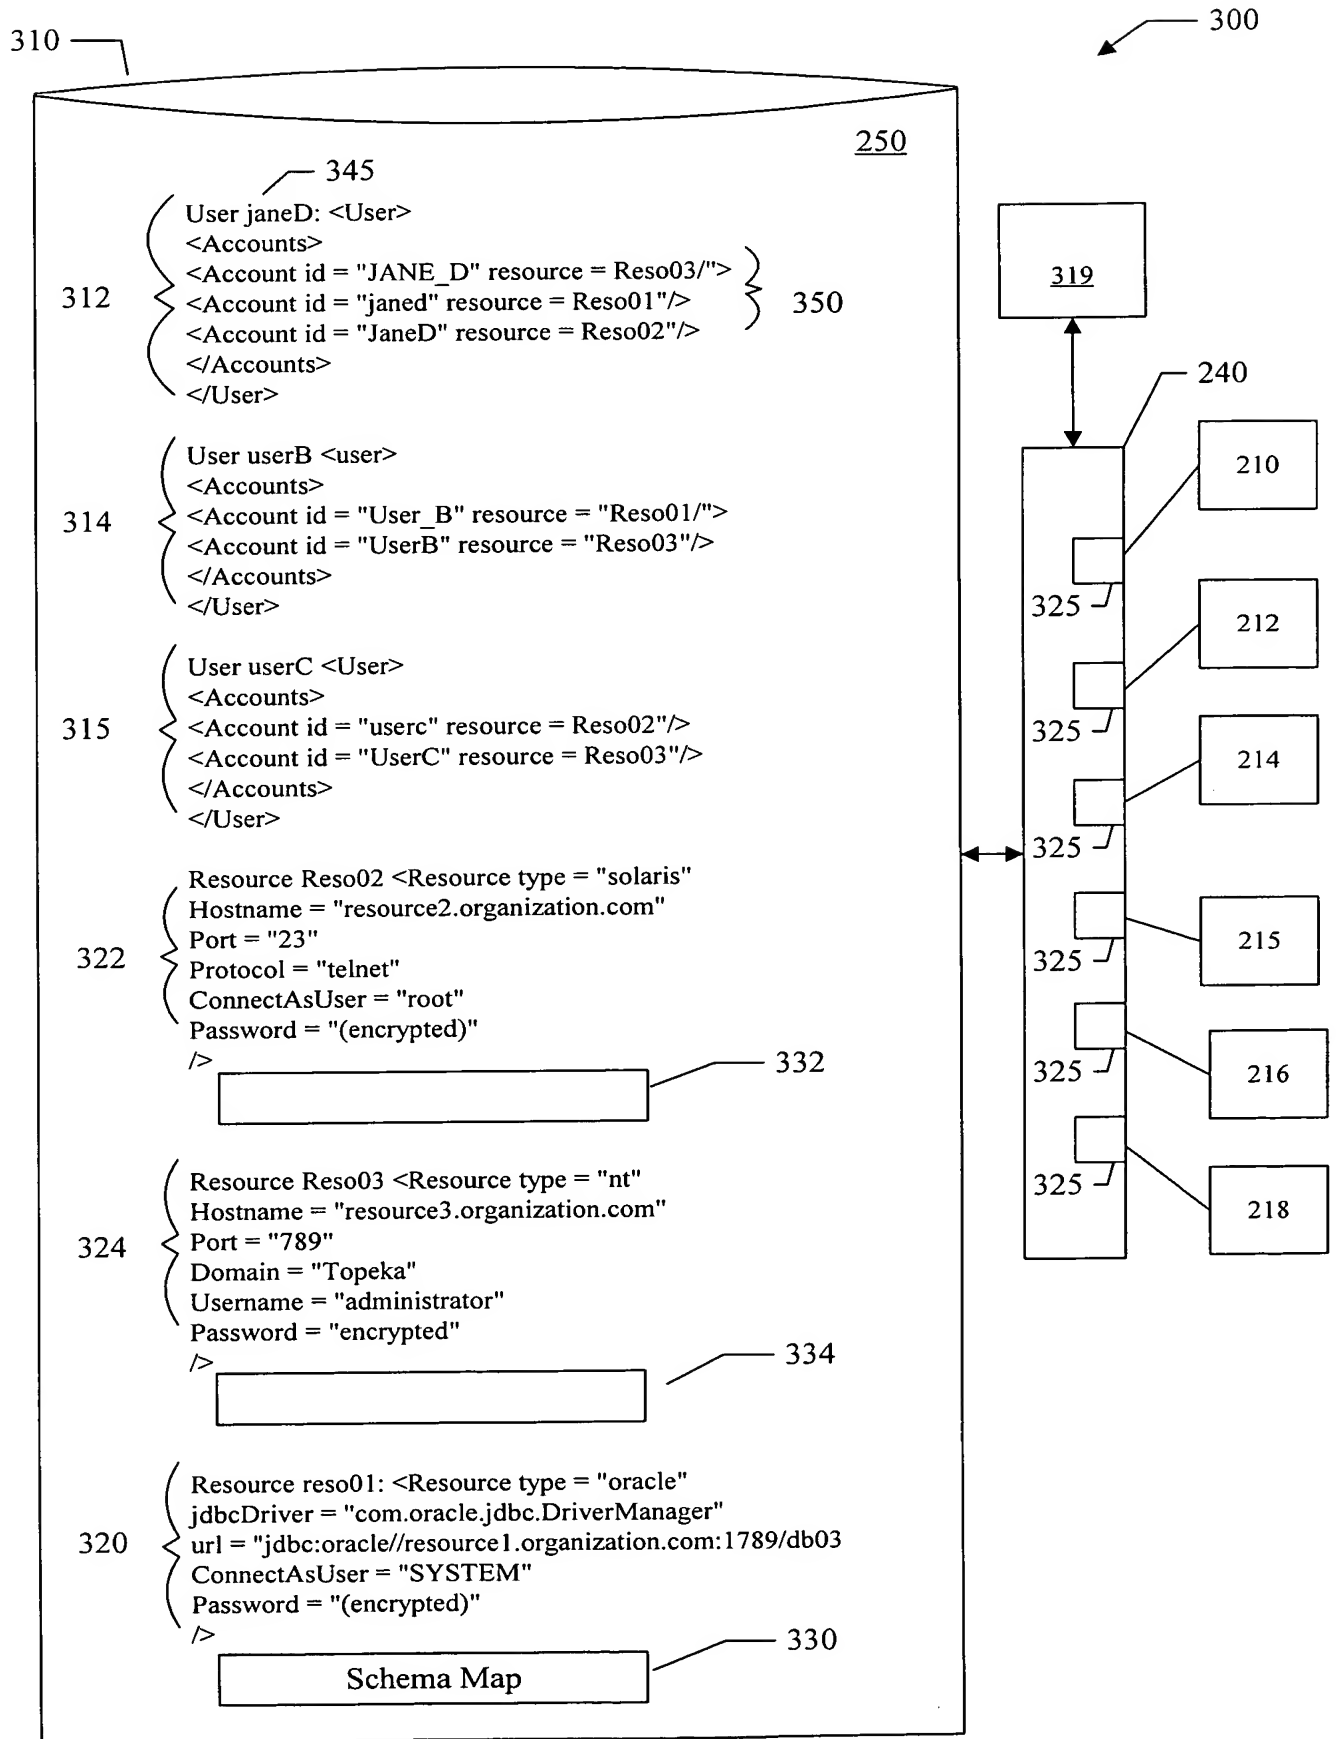 300
310
250
345
User janeD: <User>
<Accounts>
<Account id = "JANE_D" resource = Reso03/">
<Account id = "janed" resource = Reso01"/>
<Account id = "JaneD" resource = Reso02"/>
</Accounts>
</User>
312
350
User userB <user>
<Accounts>
<Account id = "User_B" resource = "Reso01/">
<Account id = "UserB" resource = "Reso03"/>
</Accounts>
</User>
314
User userC <User>
<Accounts>
<Account id = "userc" resource = Reso02"/>
<Account id = "UserC" resource = Reso03"/>
</Accounts>
</User>
315
Resource Reso02 <Resource type = "solaris"
Hostname = "resource2.organization.com"
Port = "23"
Protocol = "telnet"
ConnectAsUser = "root"
Password = "(encrypted)"
/>
322
332
Resource Reso03 <Resource type = "nt"
Hostname = "resource3.organization.com"
Port = "789"
Domain = "Topeka"
Username = "administrator"
Password = "encrypted"
/>
324
334
Resource reso01: <Resource type = "oracle"
jdbcDriver = "com.oracle.jdbc.DriverManager"
url = "jdbc:oracle//resource1.organization.com:1789/db03
ConnectAsUser = "SYSTEM"
Password = "(encrypted)"
/>
320
330
Schema Map
319
240
210
325
212
325
214
325
215
325
216
325
218
325